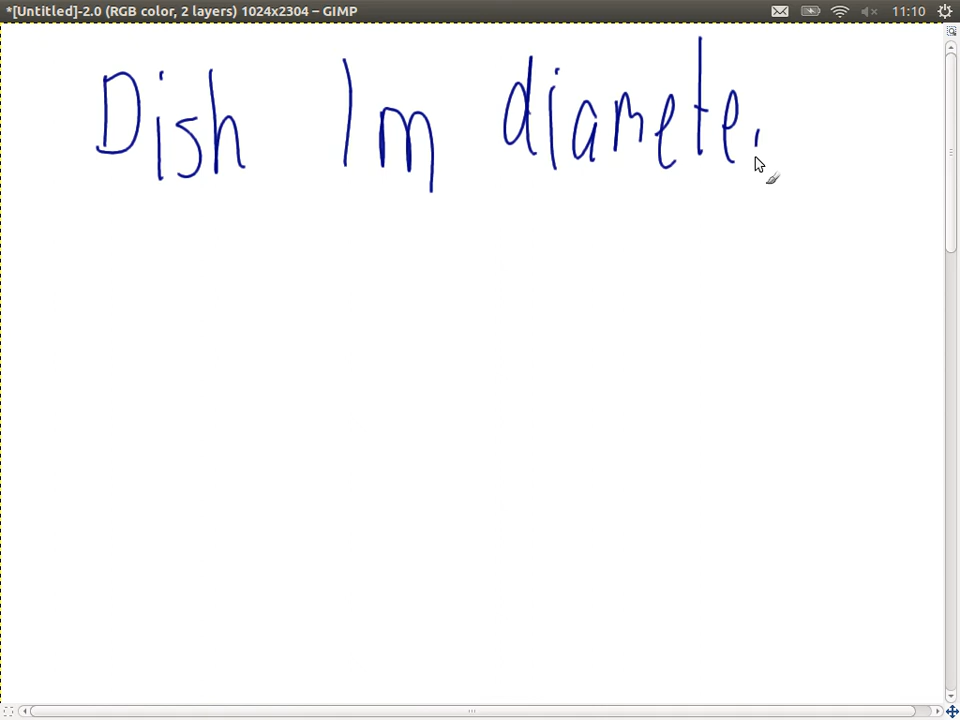 *[Untitled]-2.0 (RGB color, 2 layers) 1024x2304 – GIMP
11:10
Dish 1m diamete